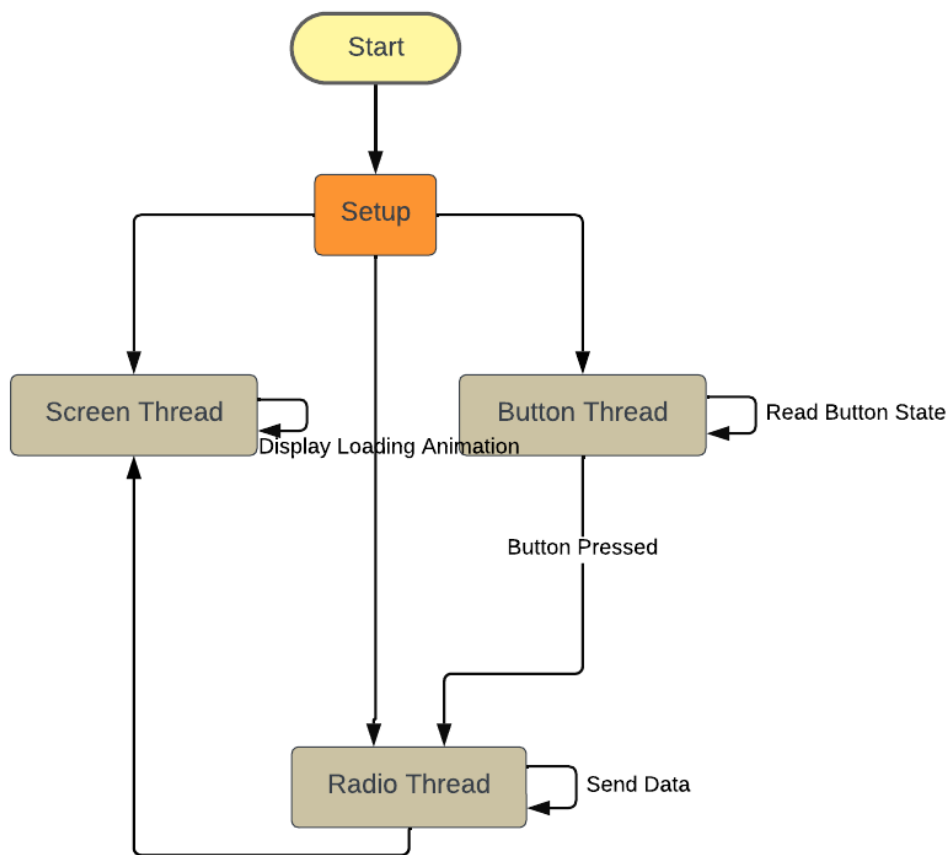 Start
Setup
Screen Thread
Button Thread
Read Button State
Display Loading Animation
Button Pressed
Radio Thread
Send Data